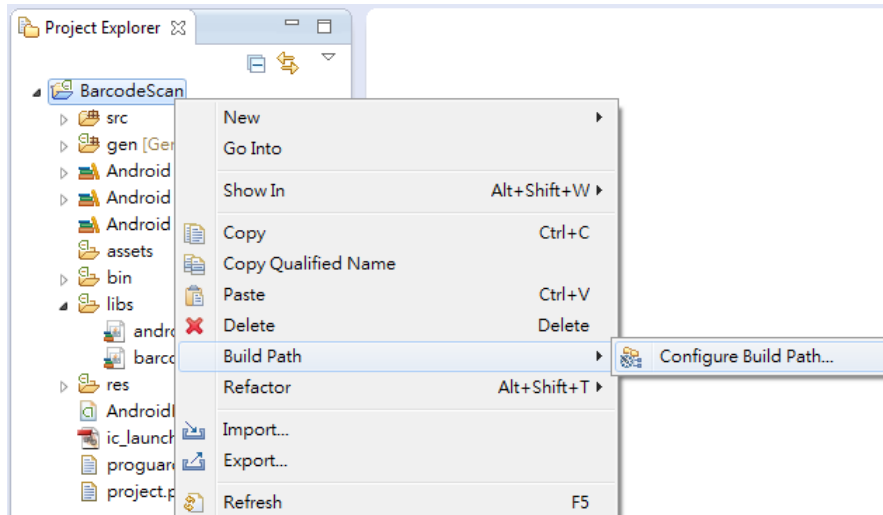 Project Explorer
BarcodeScan
src
gen [Ger
Android
Android
Android
assets
bin
libs
andro
barco
res
Android
ic_launch
proguar
project.p
New
Go Into
Show In Alt+Shift+W
Copy Ctrl+C
Copy Qualified Name
Paste Ctrl+V
Delete Delete
Build Path
Refactor Alt+Shift+T
Import...
Export...
Refresh F5
Configure Build Path...